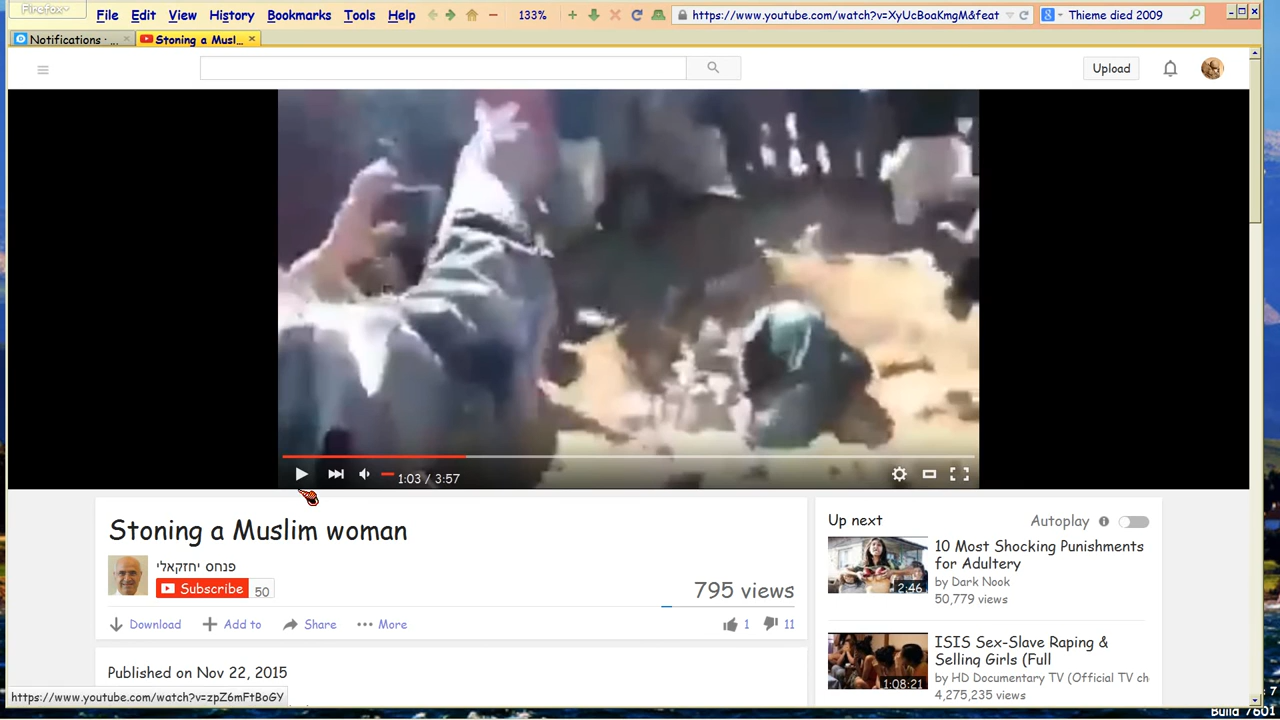 Firefox
File Edit View History Bookmarks Tools Help 133% https://www.youtube.com/watch?v=XyUcBoaKmgM&feat Thieme died 2009
Notifications · ... Stoning a Musl...
Upload
1:03 / 3:57
Stoning a Muslim woman
פנחס יחזקאלי
Subscribe 50
795 views
Download Add to Share More 1 11
Published on Nov 22, 2015
Up next Autoplay
10 Most Shocking Punishments
for Adultery
by Dark Nook
50,779 views
2:46
ISIS Sex-Slave Raping &
Selling Girls (Full
by HD Documentary TV (Official TV ch
4,275,235 views
1:08:21
https://www.youtube.com/watch?v=zpZ6mFtBoGY
: 7
Build 7601